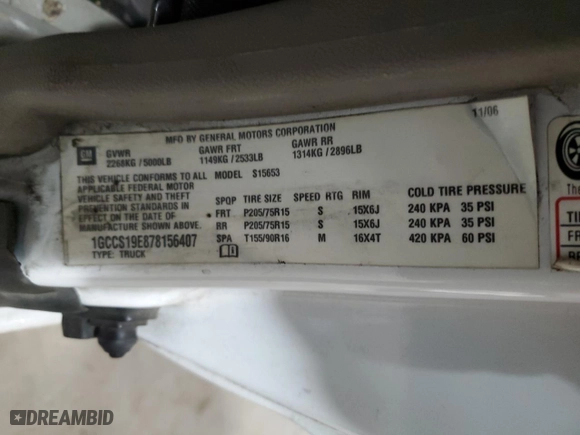 MFD BY GENERAL MOTORS CORPORATION
11/06
GM GVWR GAWR FRT GAWR RR
2268KG / 5000LB 1149KG / 2533LB 1314KG / 2896LB
THIS VEHICLE CONFORMS TO ALL MODEL S15653
APPLICABLE FEDERAL MOTOR
VEHICLE SAFETY AND THEFT
PREVENTION STANDARDS IN
EFFECT ON THE DATE OF
MANUFACTURE SHOWN ABOVE.
1GCCS19E878156407
TYPE: TRUCK
SPQP TIRE SIZE SPEED RTG RIM COLD TIRE PRESSURE
FRT P205/75R15 S 15X6J 240 KPA 35 PSI
RR P205/75R15 S 15X6J 240 KPA 35 PSI
SPA T155/90R16 M 16X4T 420 KPA 60 PSI
DREAMBID